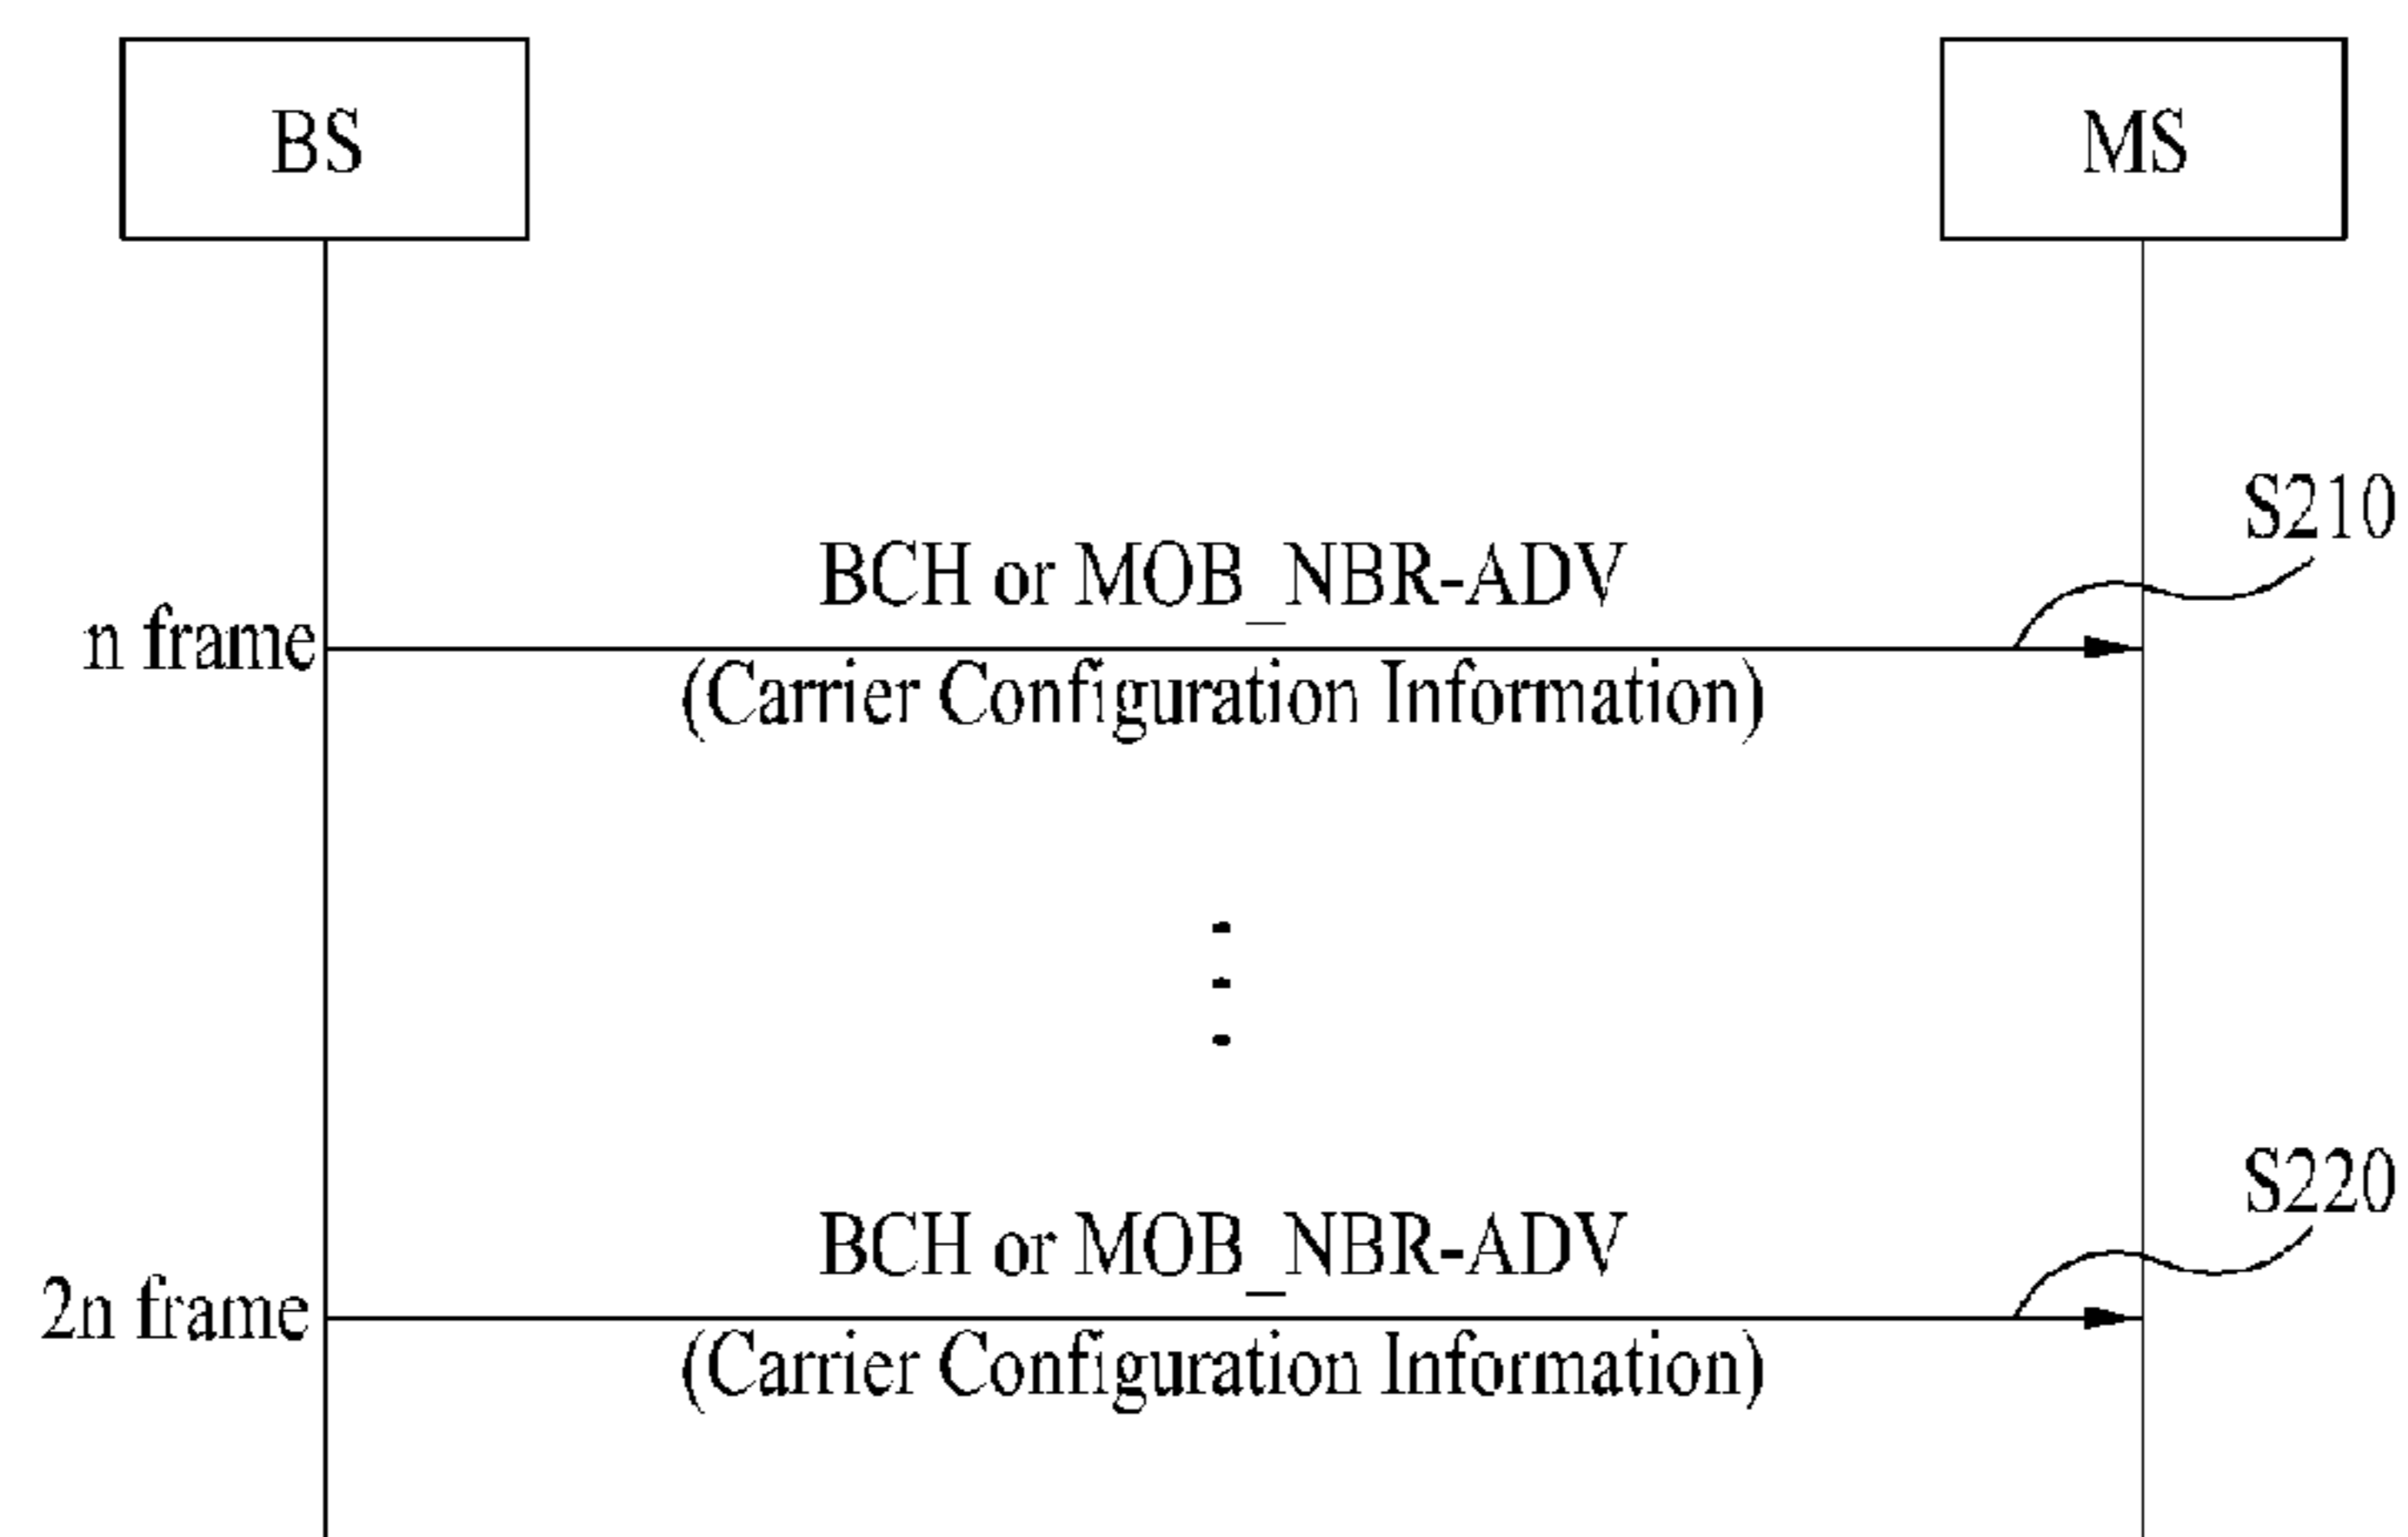 BS
MS
S210
BCH or MOB_NBR-ADV
n frame
(Carrier Configuration Information)
S220
BCH or MOB_NBR-ADV
2n frame
(Carrier Configuration Information)